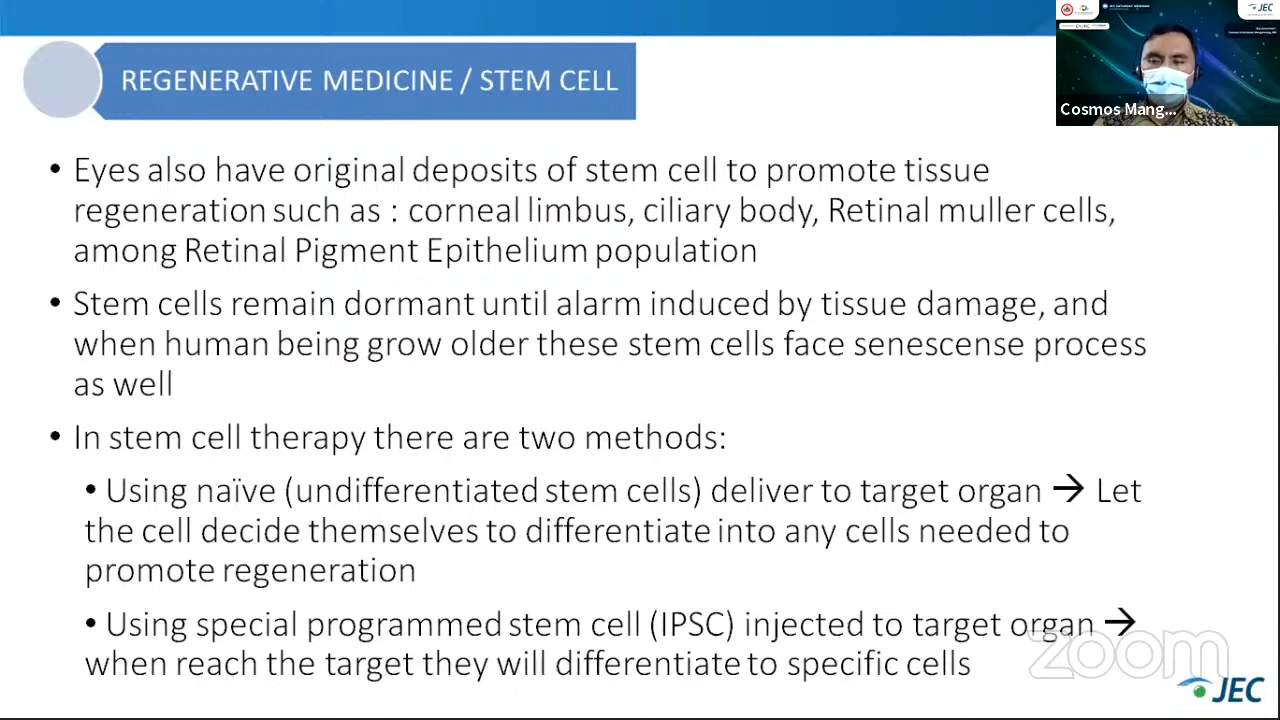 REGENERATIVE MEDICINE / STEM CELL
JEC
Cosmos Mang...
• Eyes also have original deposits of stem cell to promote tissue
regeneration such as : corneal limbus, ciliary body, Retinal muller cells,
among Retinal Pigment Epithelium population
• Stem cells remain dormant until alarm induced by tissue damage, and
when human being grow older these stem cells face senescense process
as well
• In stem cell therapy there are two methods:
• Using naïve (undifferentiated stem cells) deliver to target organ → Let
the cell decide themselves to differentiate into any cells needed to
promote regeneration
• Using special programmed stem cell (IPSC) injected to target organ →
when reach the target they will differentiate to specific cells
zoom
JEC